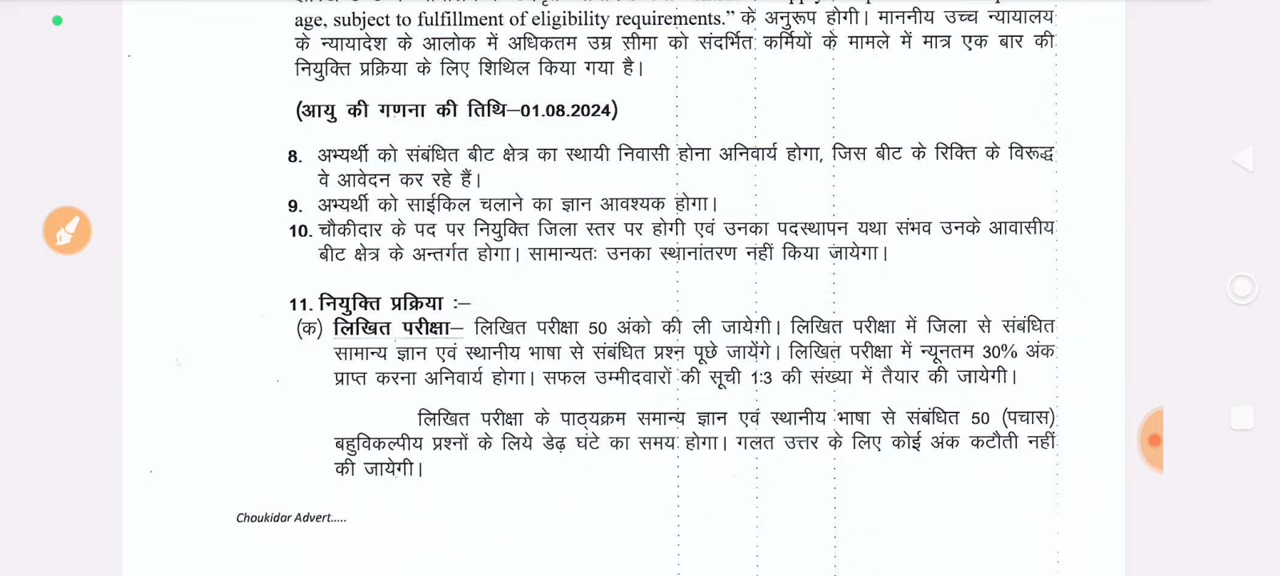 age, subject to fulfillment of eligibility requirements.” के अनुरूप होगी। माननीय उच्च न्यायालय
के न्यायादेश के आलोक में अधिकतम उम्र सीमा को संदर्भित कर्मियों के मामले में मात्र एक बार की
नियुक्ति प्रक्रिया के लिए शिथिल किया गया है।
(आयु की गणना की तिथि–01.08.2024)
8. अभ्यर्थी को संबंधित बीट क्षेत्र का स्थायी निवासी होना अनिवार्य होगा, जिस बीट के रिक्ति के विरूद्ध
वे आवेदन कर रहे हैं।
9. अभ्यर्थी को साईकिल चलाने का ज्ञान आवश्यक होगा।
10. चौकीदार के पद पर नियुक्ति जिला स्तर पर होगी एवं उनका पदस्थापन यथा संभव उनके आवासीय
बीट क्षेत्र के अन्तर्गत होगा। सामान्यतः उनका स्थानांतरण नहीं किया जायेगा।
11. नियुक्ति प्रक्रिया :–
(क) लिखित परीक्षा– लिखित परीक्षा 50 अंको की ली जायेगी। लिखित परीक्षा में जिला से संबंधित
सामान्य ज्ञान एवं स्थानीय भाषा से संबंधित प्रश्न पूछे जायेंगे। लिखित परीक्षा में न्यूनतम 30% अंक
प्राप्त करना अनिवार्य होगा। सफल उम्मीदवारों की सूची 1:3 की संख्या में तैयार की जायेगी।
लिखित परीक्षा के पाठ्यक्रम समान्य ज्ञान एवं स्थानीय भाषा से संबंधित 50 (पचास)
बहुविकल्पीय प्रश्नों के लिये डेढ़ घंटे का समय होगा। गलत उत्तर के लिए कोई अंक कटौती नहीं
की जायेगी।
Choukidar Advert.....